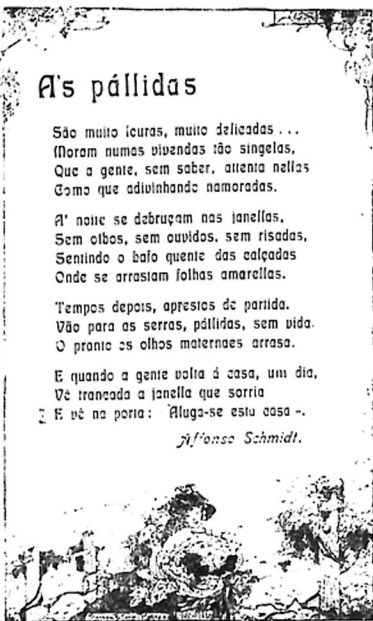 A's pállidas
São muito louras, muito delicadas...
Moram numas vivendas tão singelas,
Que a gente, sem saber, attenta nellas
Como que adivinhando namoradas.
A' noite se debruçam nas janellas,
Sem olhos, sem ouvidos, sem risadas,
Sentindo o bafo quente das calçadas
Onde se arrastam folhas amarellas.
Tempos depois, aprestos de partida.
Vão para as serras, pállidas, sem vida.
O pranto os olhos maternaes arrasa.
E quando a gente volta á casa, um dia,
Vê trancada a janella que sorria
E vê na porta: Aluga-se esta casa -.
Affonso Schmidt.